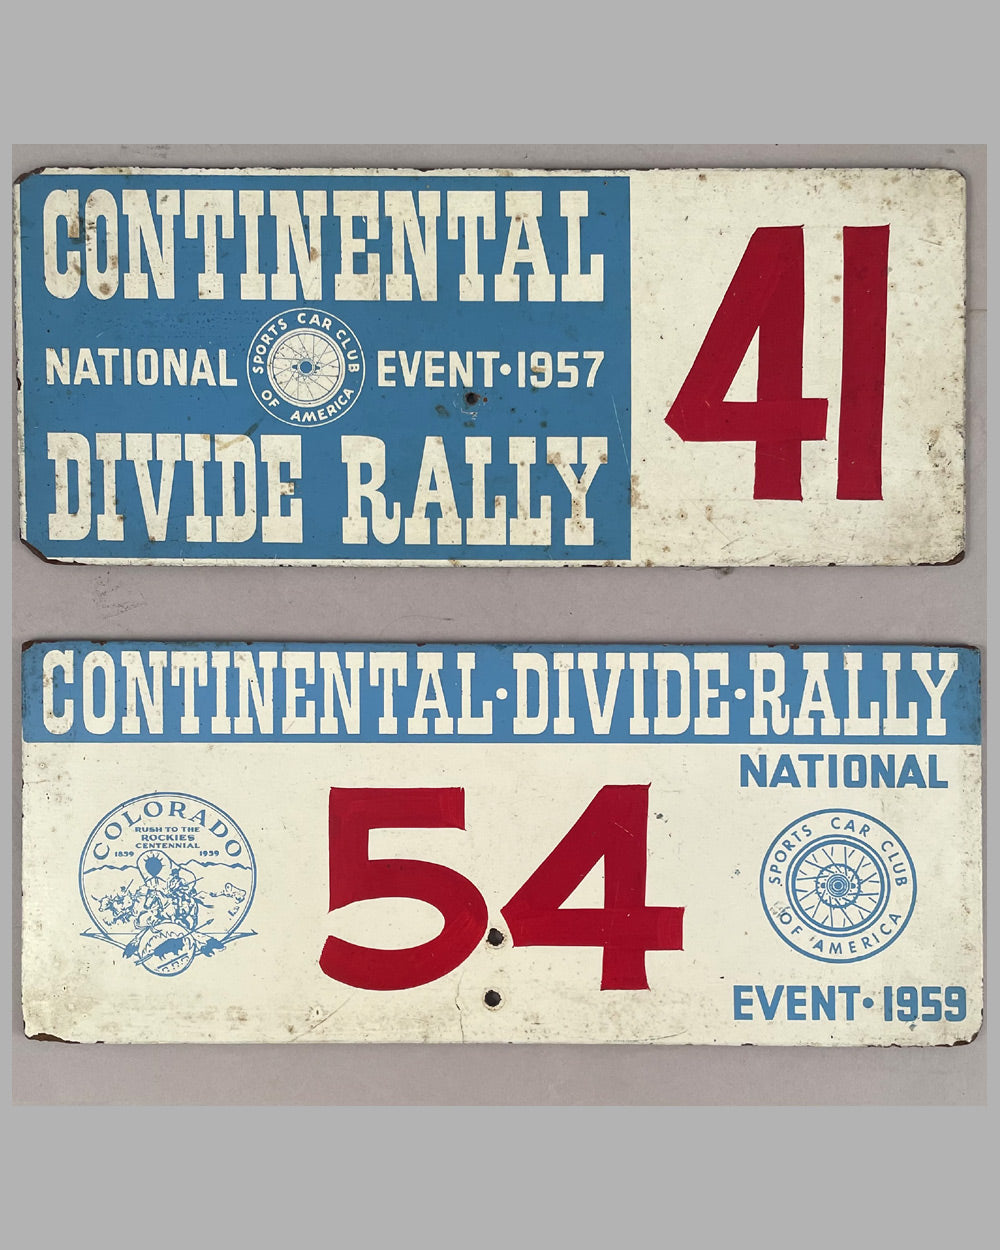 CONTINENTAL
NATIONAL SPORTS CAR CLUB OF AMERICA EVENT·1957
DIVIDE RALLY
41
CONTINENTAL·DIVIDE·RALLY
COLORADO
RUSH TO THE
ROCKIES
CENTENNIAL
1859 1959
54
NATIONAL
SPORTS CAR CLUB
OF AMERICA
EVENT·1959